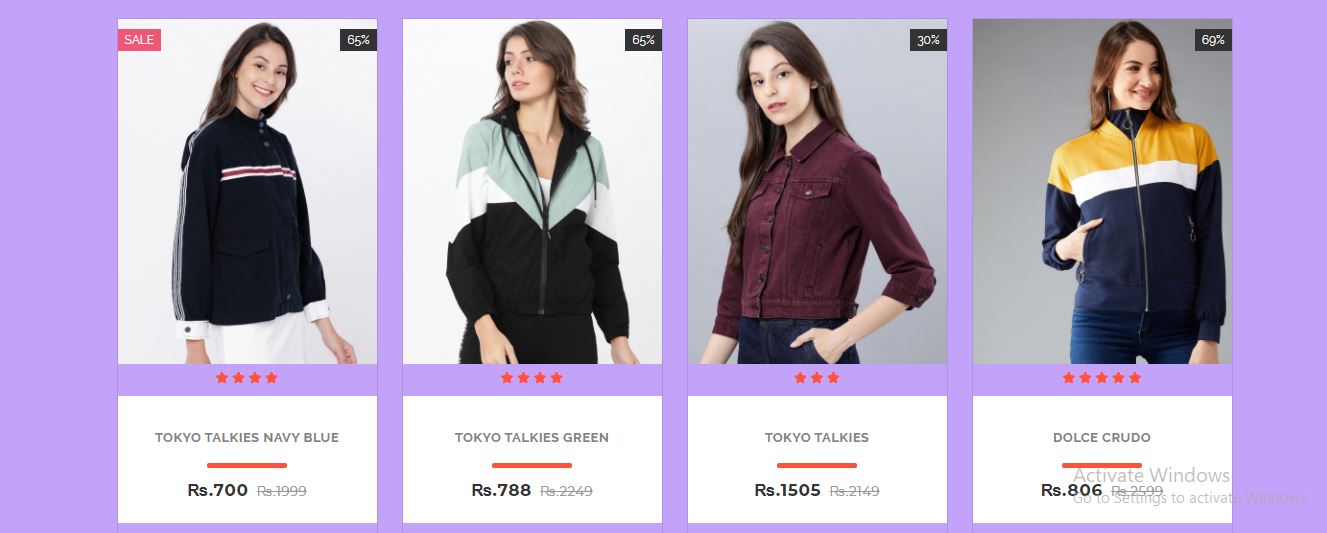 SALE 65%
65%
30%
69%
TOKYO TALKIES NAVY BLUE
Rs.700 Rs.1999
TOKYO TALKIES GREEN
Rs.788 Rs.2249
TOKYO TALKIES
Rs.1505 Rs.2149
DOLCE CRUDO
Rs.806 Rs.2599
Activate Windows
Go to Settings to activate Windows.